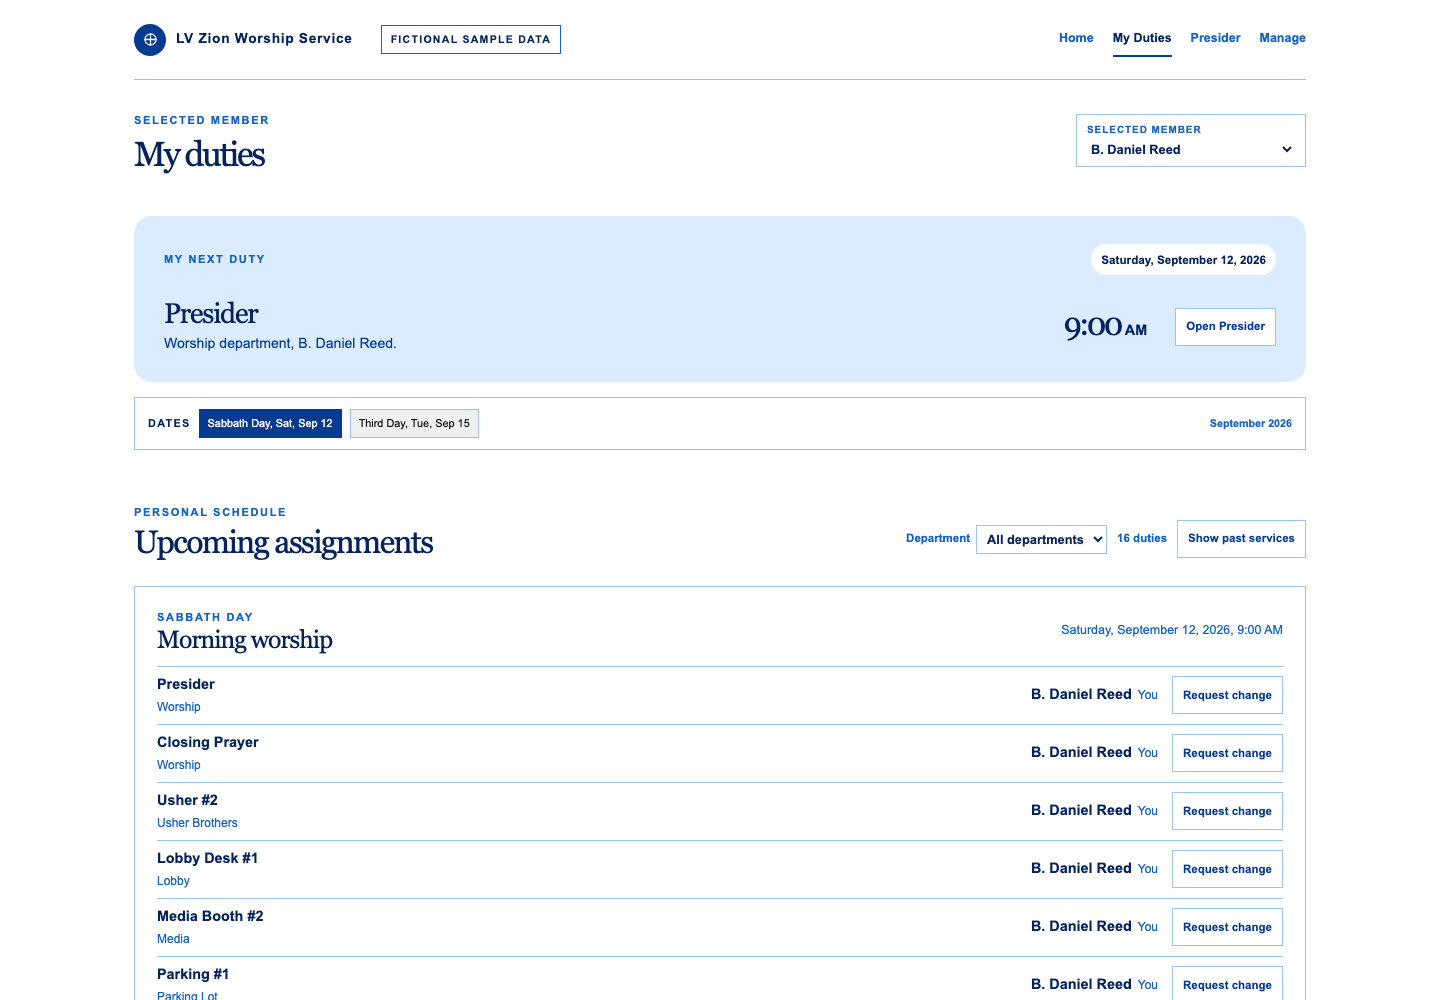 LV Zion Worship Service
FICTIONAL SAMPLE DATA
Home
My Duties
Presider
Manage
SELECTED MEMBER
My duties
SELECTED MEMBER
B. Daniel Reed
MY NEXT DUTY
Saturday, September 12, 2026
Presider
Worship department, B. Daniel Reed.
9:00 AM
Open Presider
DATES
Sabbath Day, Sat, Sep 12
Third Day, Tue, Sep 15
September 2026
PERSONAL SCHEDULE
Upcoming assignments
Department
All departments
16 duties
Show past services
SABBATH DAY
Morning worship
Saturday, September 12, 2026, 9:00 AM
Presider
Worship
B. Daniel Reed You
Request change
Closing Prayer
Worship
B. Daniel Reed You
Request change
Usher #2
Usher Brothers
B. Daniel Reed You
Request change
Lobby Desk #1
Lobby
B. Daniel Reed You
Request change
Media Booth #2
Media
B. Daniel Reed You
Request change
Parking #1
Parking Lot
B. Daniel Reed You
Request change